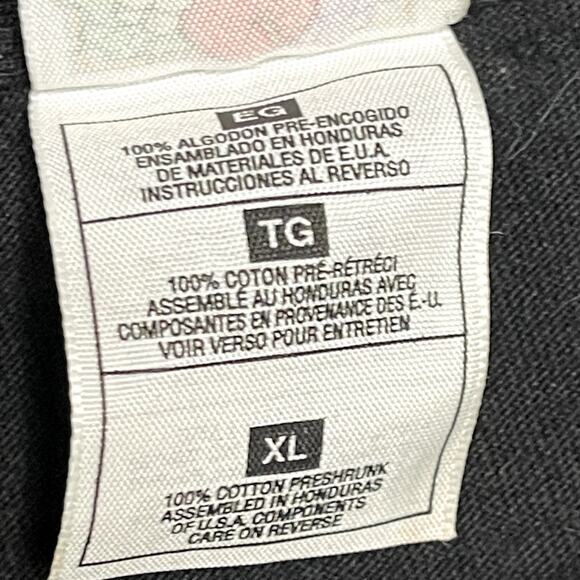 EG
100% ALGODON PRE-ENCOGIDO
ENSAMBLADO EN HONDURAS
DE MATERIALES DE E.U.A.
INSTRUCCIONES AL REVERSO
TG
100% COTON PRÉ-RÉTRÉCI
ASSEMBLÉ AU HONDURAS AVEC
COMPOSANTES EN PROVENANCE DES É.-U.
VOIR VERSO POUR ENTRETIEN
XL
100% COTTON PRESHRUNK
ASSEMBLED IN HONDURAS
OF U.S.A. COMPONENTS
CARE ON REVERSE